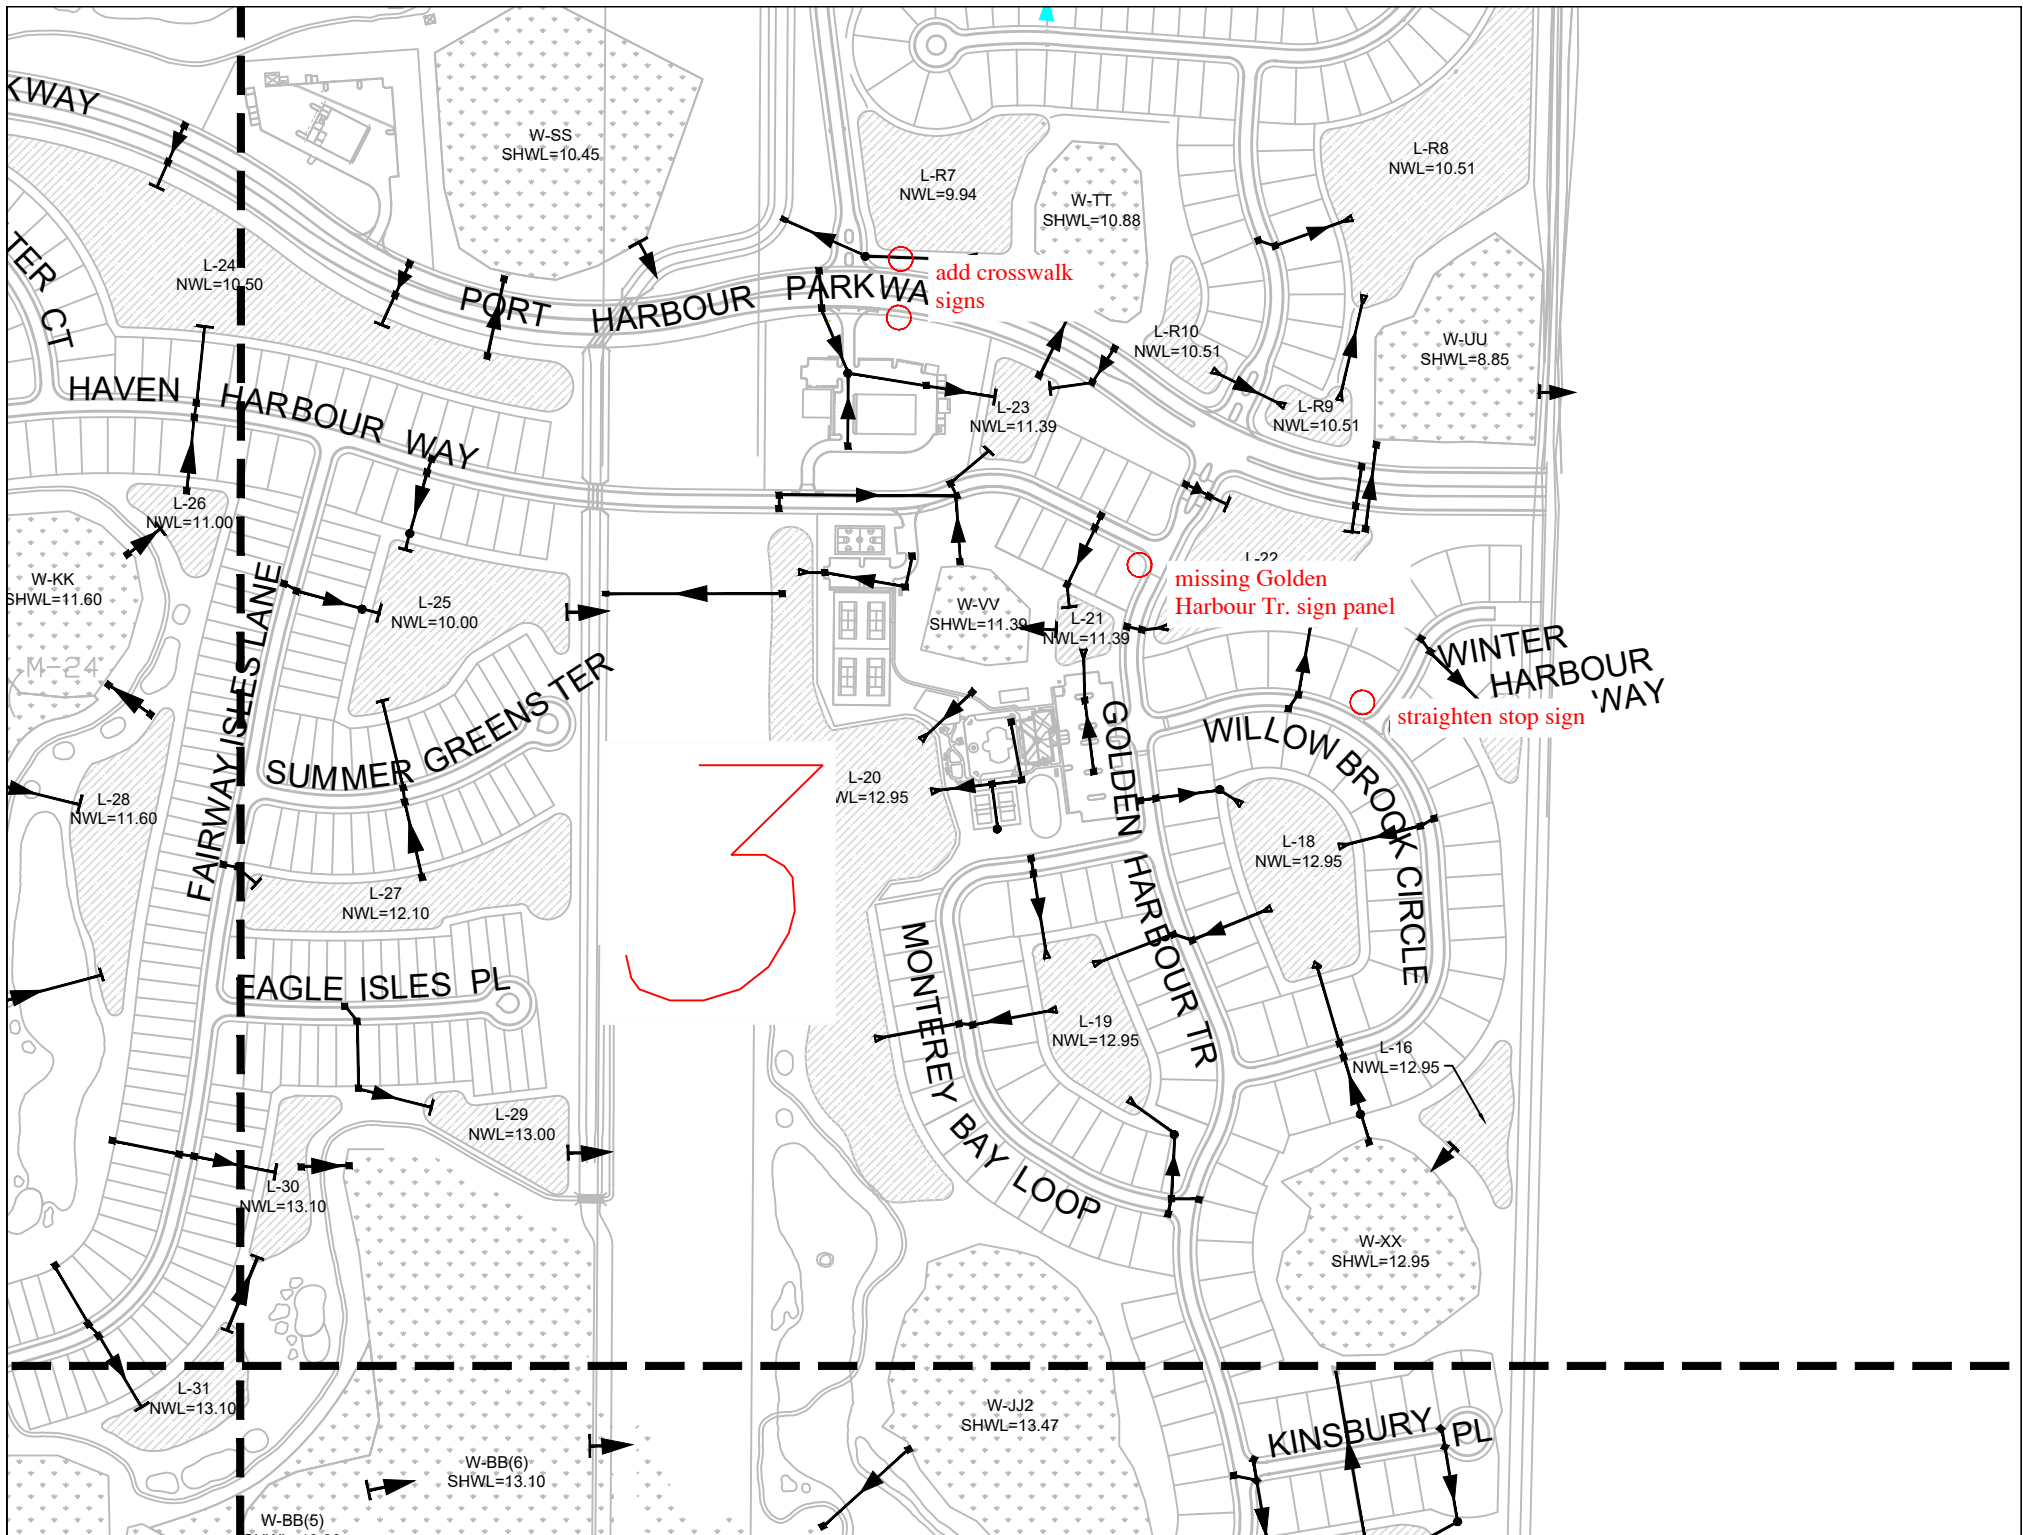 KWAY
W-SS
SHWL=10.45
L-R7
NWL=9.94
W-TT
SHWL=10.88
L-R8
NWL=10.51
TER CT
L-24
NWL=10.50
PORT HARBOUR PARKWA
add crosswalk
signs
L-R10
NWL=10.51
W-UU
SHWL=8.85
HAVEN HARBOUR WAY
L-23
NWL=11.39
L-R9
NWL=10.51
L-26
NWL=11.00
W-KK
SHWL=11.60
L-25
NWL=10.00
W-VV
SHWL=11.39
L-21
NWL=11.39
L-22
missing Golden
Harbour Tr. sign panel
M-24
FAIRWAY ISLES LANE
SUMMER GREENS TER
WINTER
HARBOUR
WAY
straighten stop sign
GOLDEN HARBOUR TR
WILLOW BROOK CIRCLE
3
L-28
NWL=11.60
L-20
WL=12.95
L-18
NWL=12.95
L-27
NWL=12.10
EAGLE ISLES PL
MONTEREY BAY LOOP
L-19
NWL=12.95
L-16
NWL=12.95
L-29
NWL=13.00
L-30
NWL=13.10
W-XX
SHWL=12.95
L-31
NWL=13.10
W-JJ2
SHWL=13.47
KINSBURY PL
W-BB(6)
SHWL=13.10
W-BB(5)